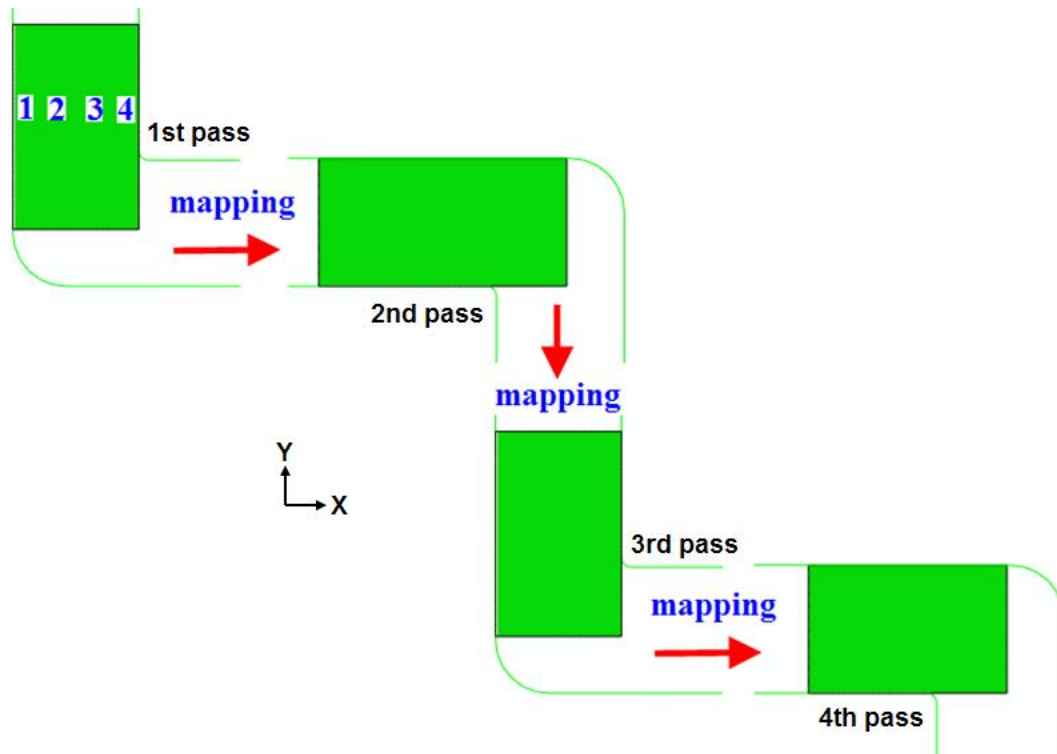 1 2 3 4
1st pass
mapping
2nd pass
mapping
Y
X
3rd pass
mapping
4th pass